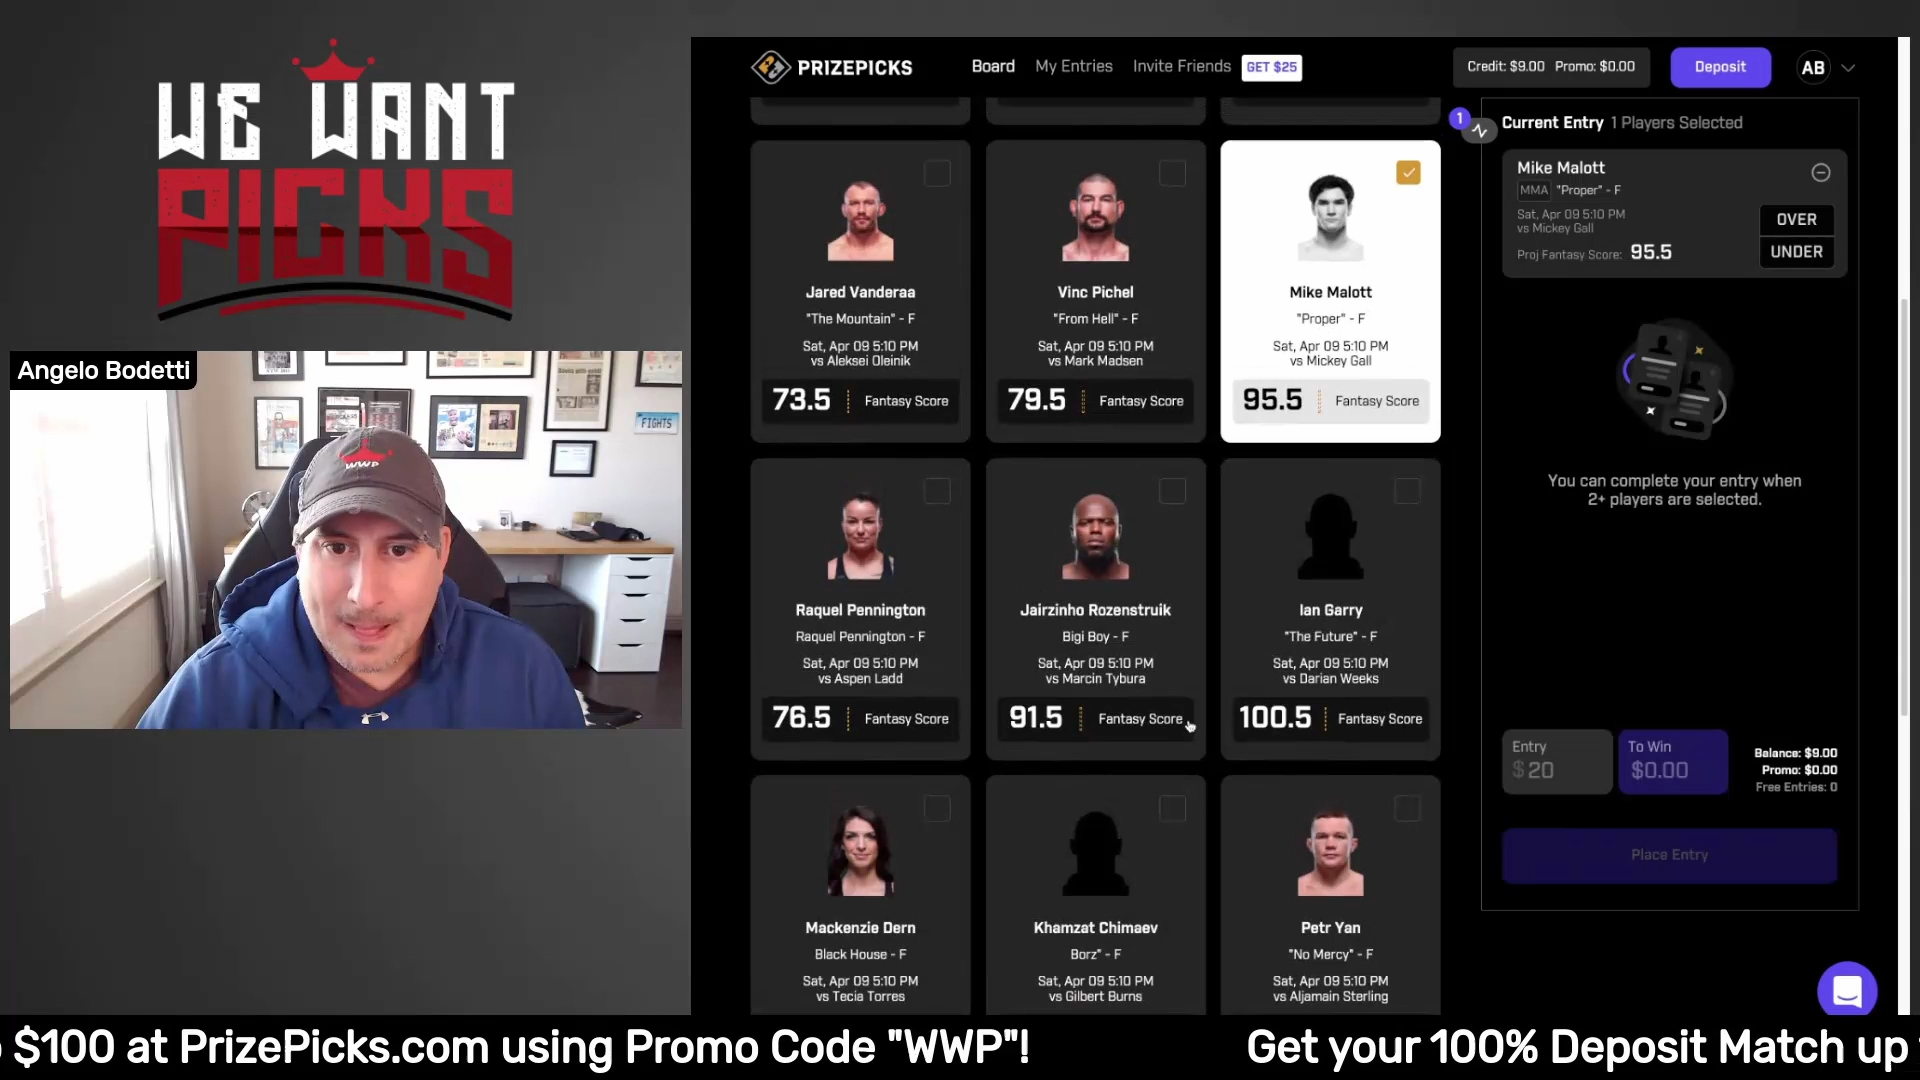 WE WANT
PICKS
Angelo Bodetti
FIGHTS
WWP
PRIZEPICKS
Board
My Entries
Invite Friends
GET $25
Credit: $9.00 Promo: $0.00
Deposit
AB
1
Current Entry 1 Players Selected
Mike Malott
MMA "Proper" - F
Sat, Apr 09 5:10 PM
vs Mickey Gall
Proj Fantasy Score: 95.5
OVER
UNDER
You can complete your entry when
2+ players are selected.
Entry
$ 20
To Win
$0.00
Balance: $9.00
Promo: $0.00
Free Entries: 0
Place Entry
Jared Vanderaa
"The Mountain" - F
Sat, Apr 09 5:10 PM
vs Aleksei Oleinik
73.5 Fantasy Score
Vinc Pichel
"From Hell" - F
Sat, Apr 09 5:10 PM
vs Mark Madsen
79.5 Fantasy Score
Mike Malott
"Proper" - F
Sat, Apr 09 5:10 PM
vs Mickey Gall
95.5 Fantasy Score
Raquel Pennington
Raquel Pennington - F
Sat, Apr 09 5:10 PM
vs Aspen Ladd
76.5 Fantasy Score
Jairzinho Rozenstruik
Bigi Boy - F
Sat, Apr 09 5:10 PM
vs Marcin Tybura
91.5 Fantasy Score
Ian Garry
"The Future" - F
Sat, Apr 09 5:10 PM
vs Darian Weeks
100.5 Fantasy Score
Mackenzie Dern
Black House - F
Sat, Apr 09 5:10 PM
vs Tecia Torres
Khamzat Chimaev
Borz" - F
Sat, Apr 09 5:10 PM
vs Gilbert Burns
Petr Yan
"No Mercy" - F
Sat, Apr 09 5:10 PM
vs Aljamain Sterling
$100 at PrizePicks.com using Promo Code "WWP"! Get your 100% Deposit Match up